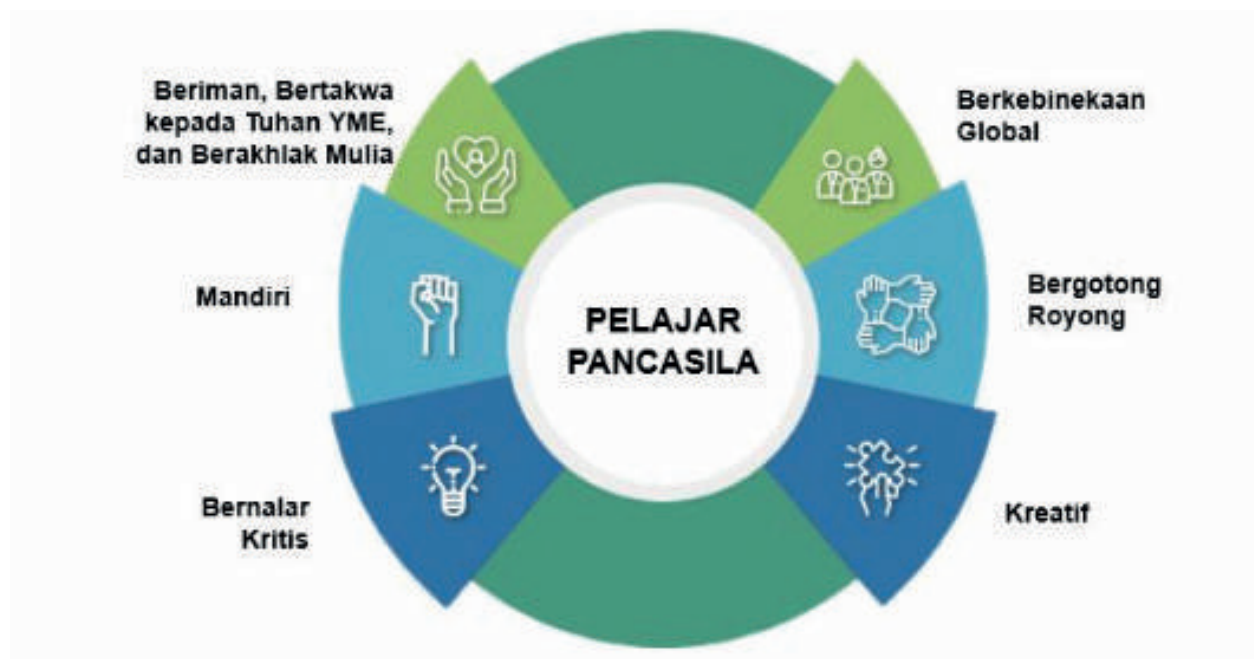 Beriman, Bertakwa
kepada Tuhan YME,
dan Berakhlak Mulia
Berkebinekaan
Global
Mandiri
Bergotong
Royong
PELAJAR
PANCASILA
Bernalar
Kritis
Kreatif